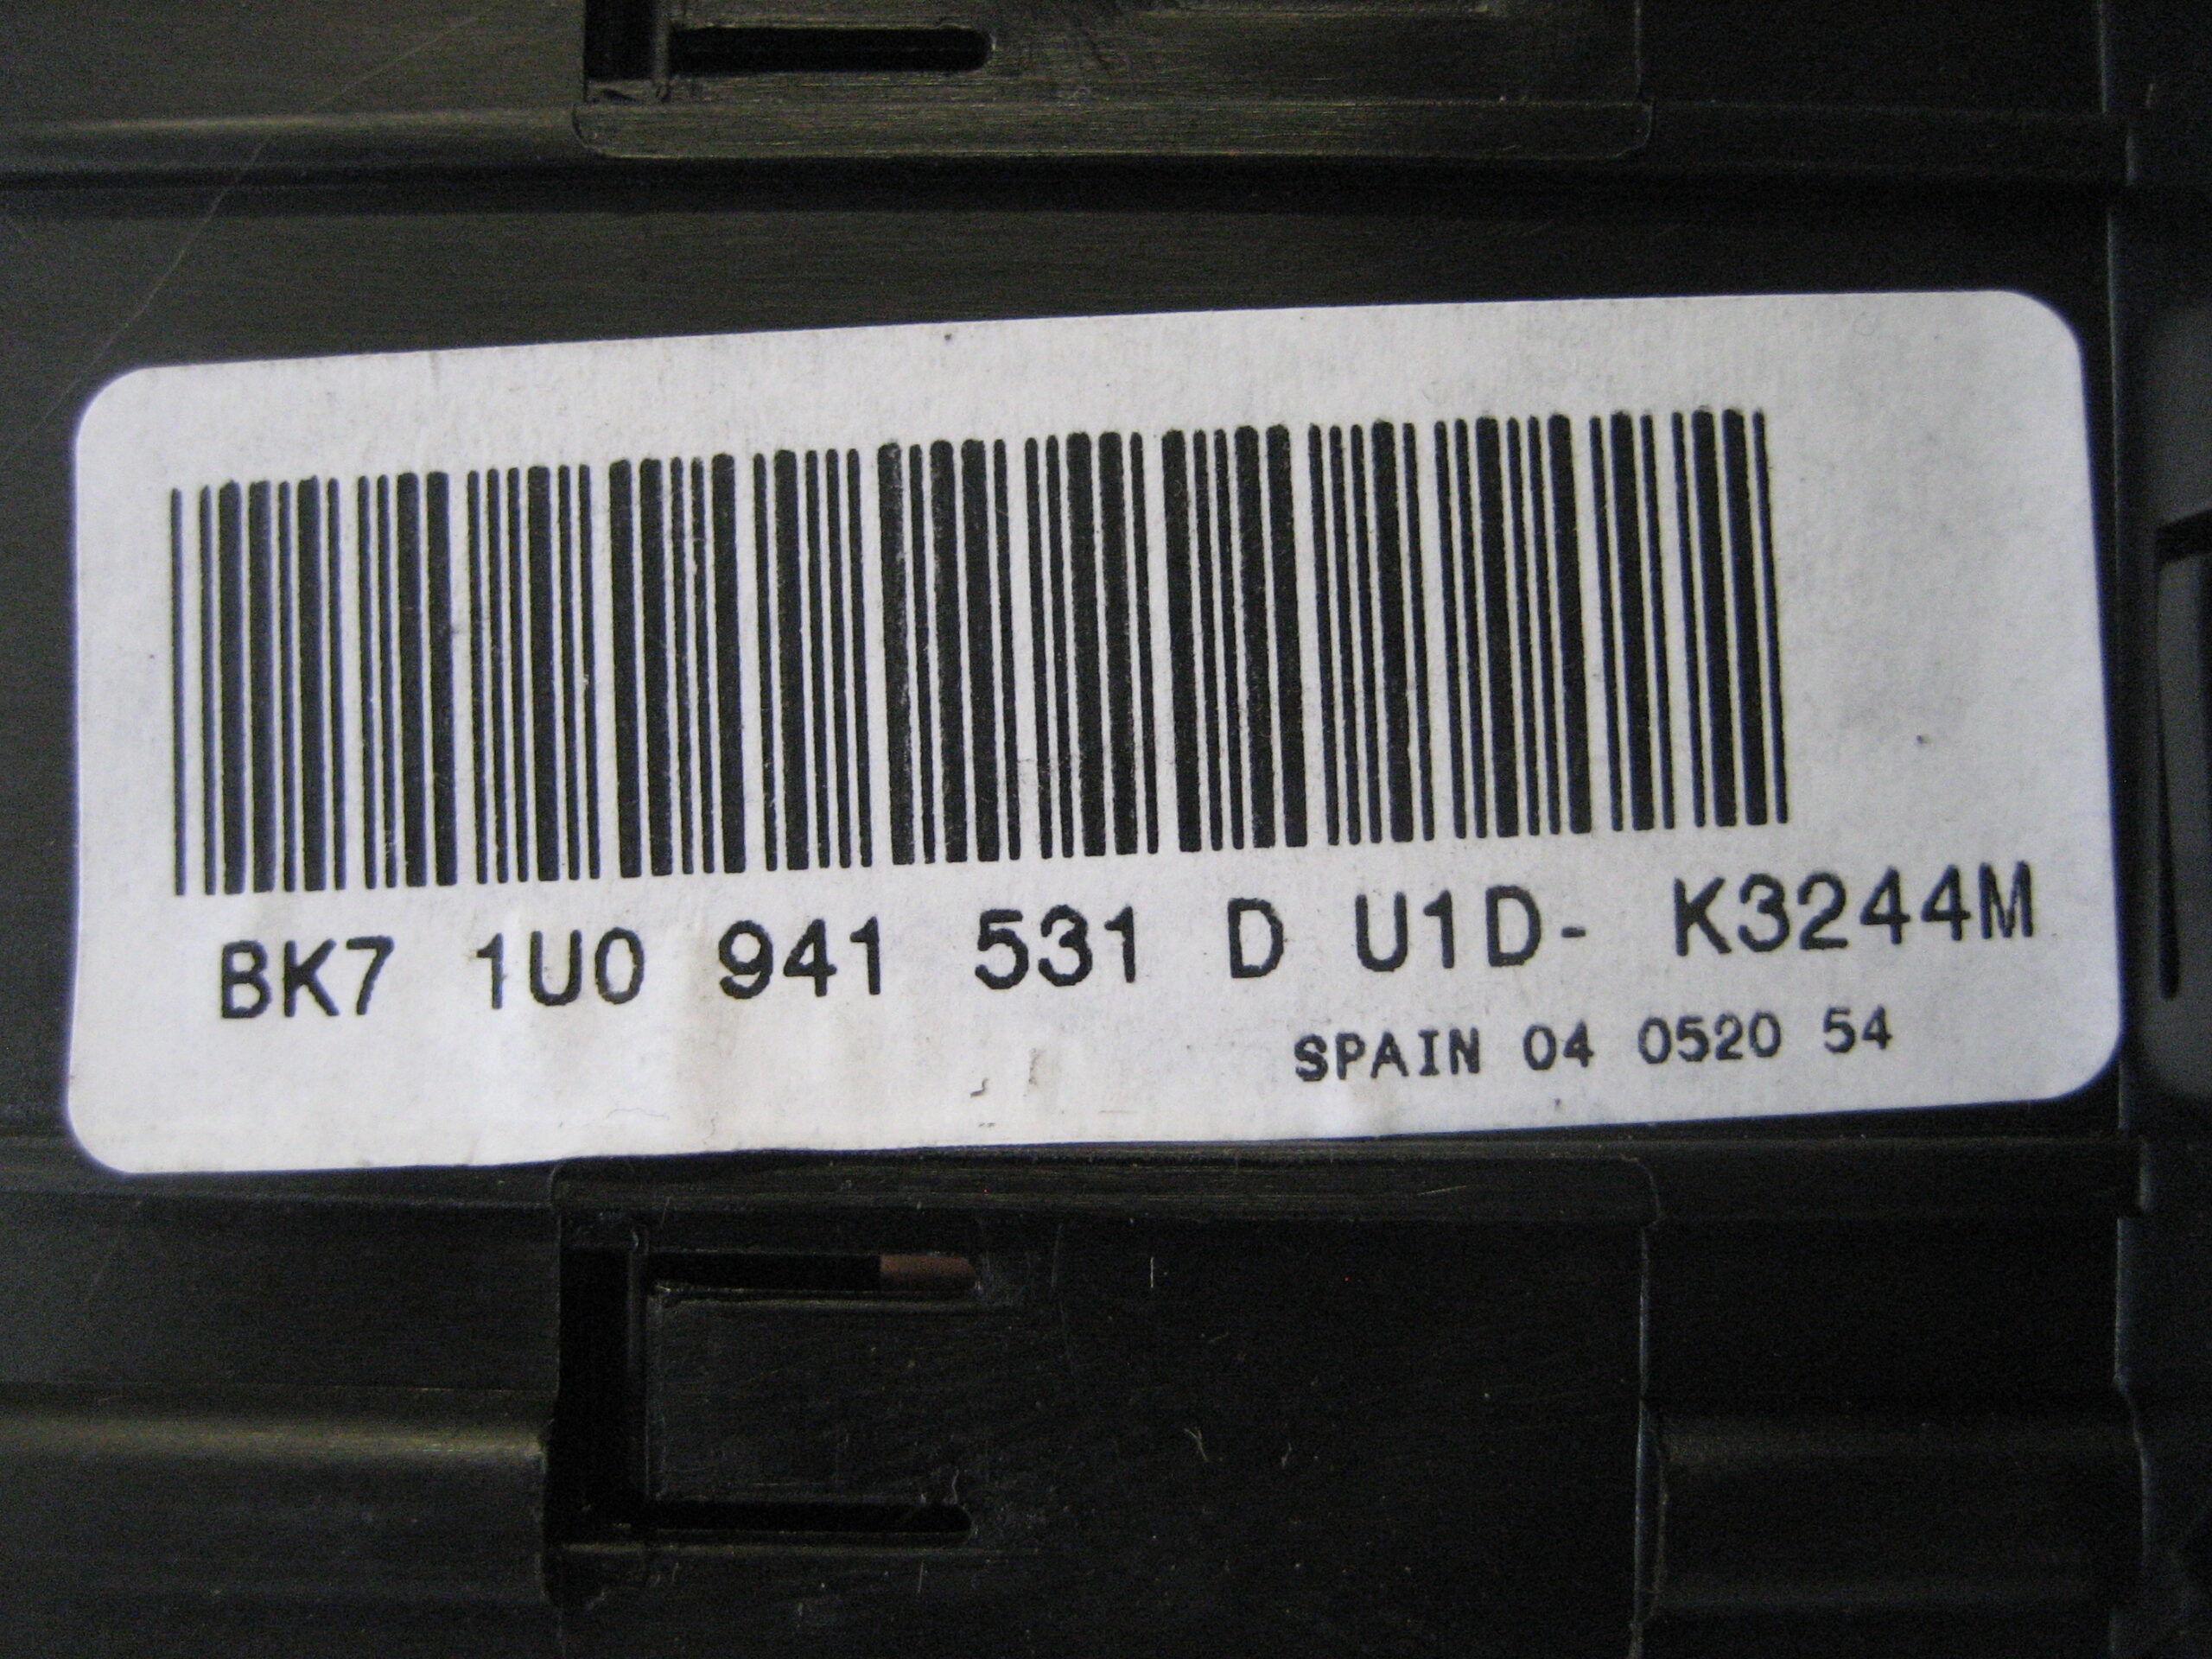 BK7 1U0 941 531 D U1D- K3244M
SPAIN 04 0520 54